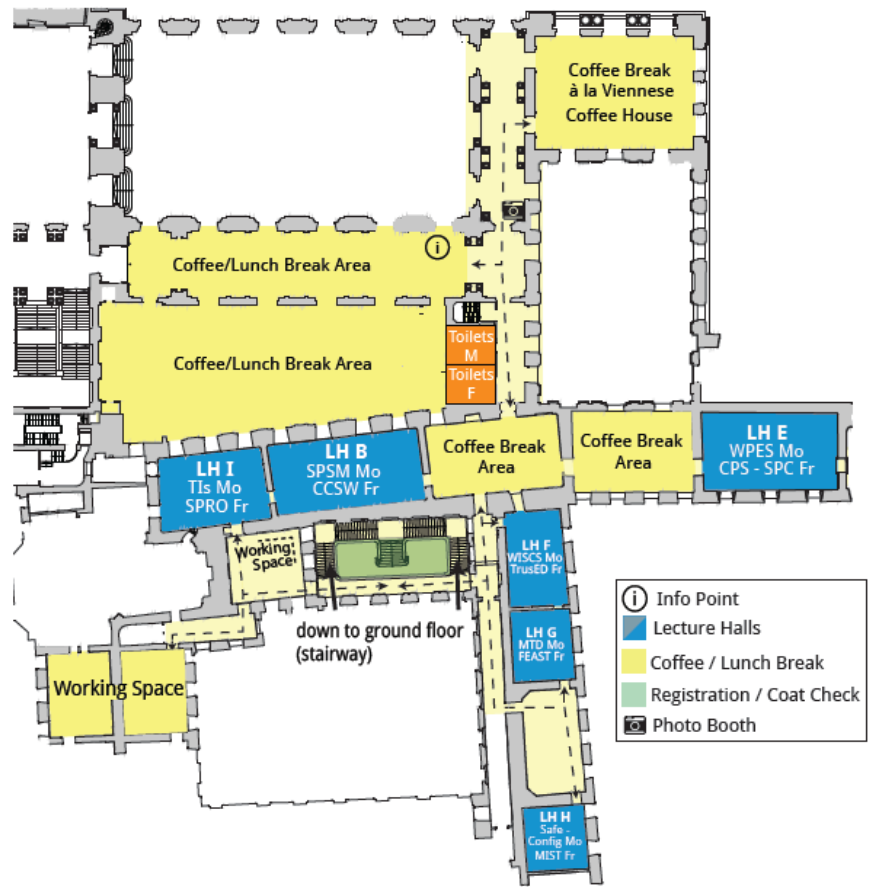 Coffee Break
à la Viennese
Coffee House
i
Coffee/Lunch Break Area
Toilets
M
Coffee/Lunch Break Area
Toilets
F
LH I
TIs Mo
SPRO Fr
LH B
SPSM Mo
CCSW Fr
Coffee Break
Area
Coffee Break
Area
LH E
WPES Mo
CPS - SPC Fr
Working
Space
LH F
WISCS Mo
TrusED Fr
down to ground floor
(stairway)
LH G
MTD Mo
FEAST Fr
Working Space
LH H
Safe -
Config Mo
MIST Fr
i Info Point
Lecture Halls
Coffee / Lunch Break
Registration / Coat Check
Photo Booth